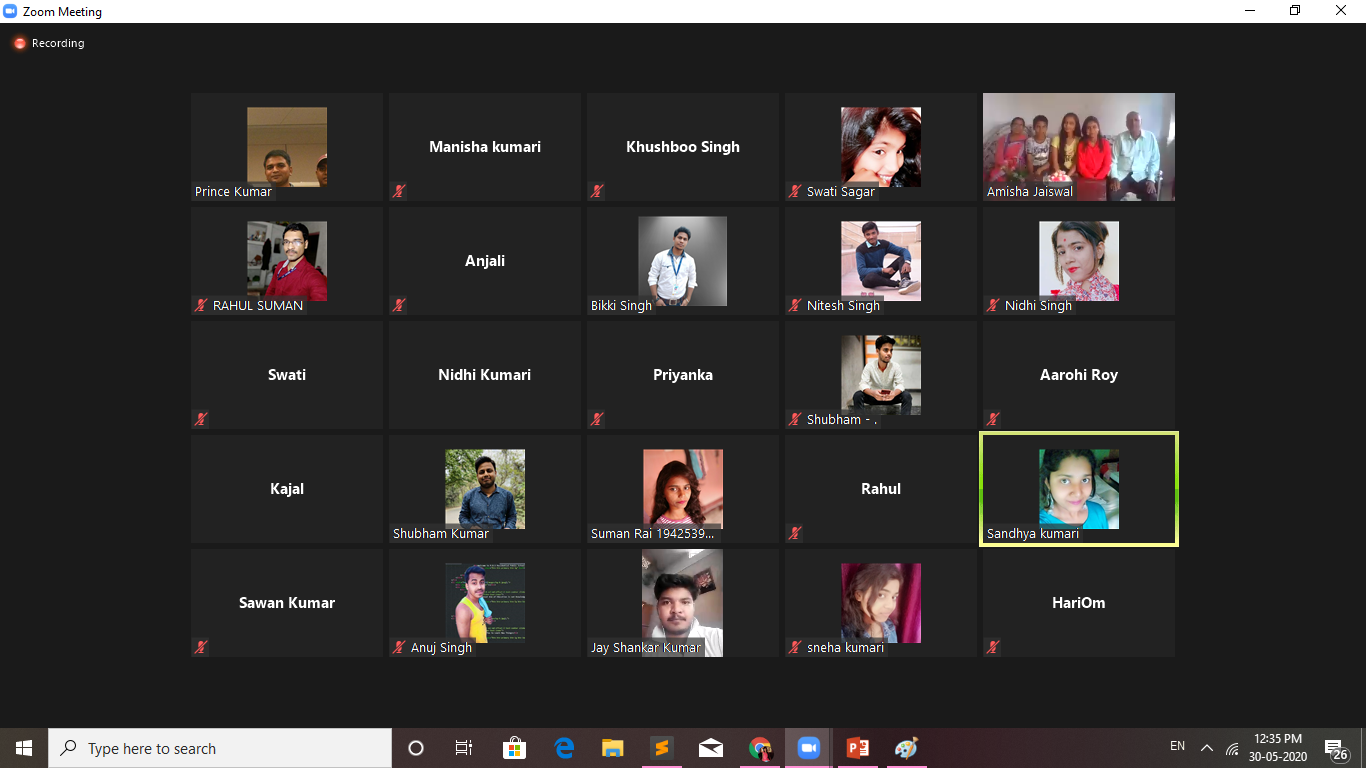 Zoom Meeting
Recording
Prince Kumar
Manisha kumari
Khushboo Singh
Swati Sagar
Amisha Jaiswal
RAHUL SUMAN
Anjali
Bikki Singh
Nitesh Singh
Nidhi Singh
Swati
Nidhi Kumari
Priyanka
Shubham - .
Aarohi Roy
Kajal
Shubham Kumar
Suman Rai 1942539...
Rahul
Sandhya kumari
Sawan Kumar
Anuj Singh
Jay Shankar Kumar
sneha kumari
HariOm
Type here to search
EN
12:35 PM
30-05-2020
26